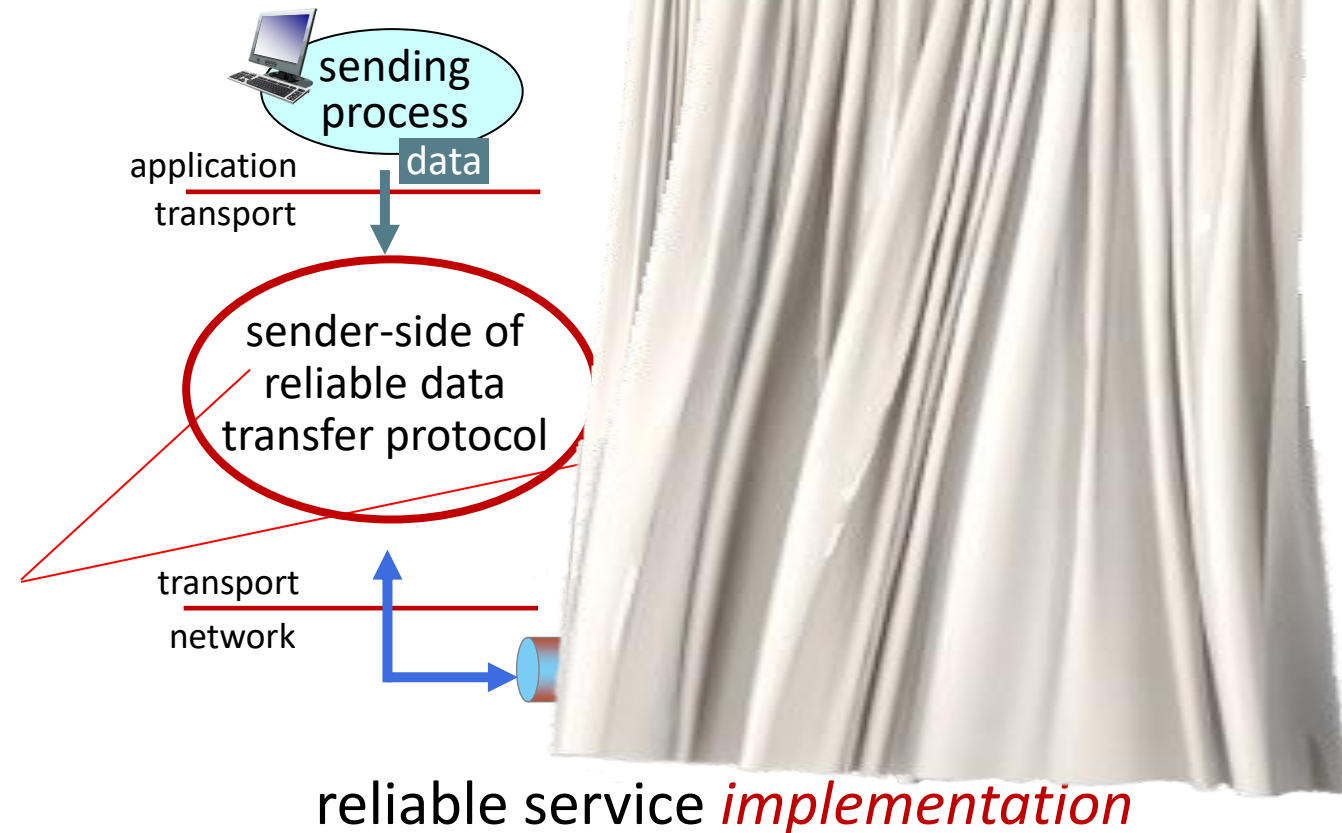 sending
process
data
application
transport
sender-side of
reliable data
transfer protocol
transport
network
reliable service implementation